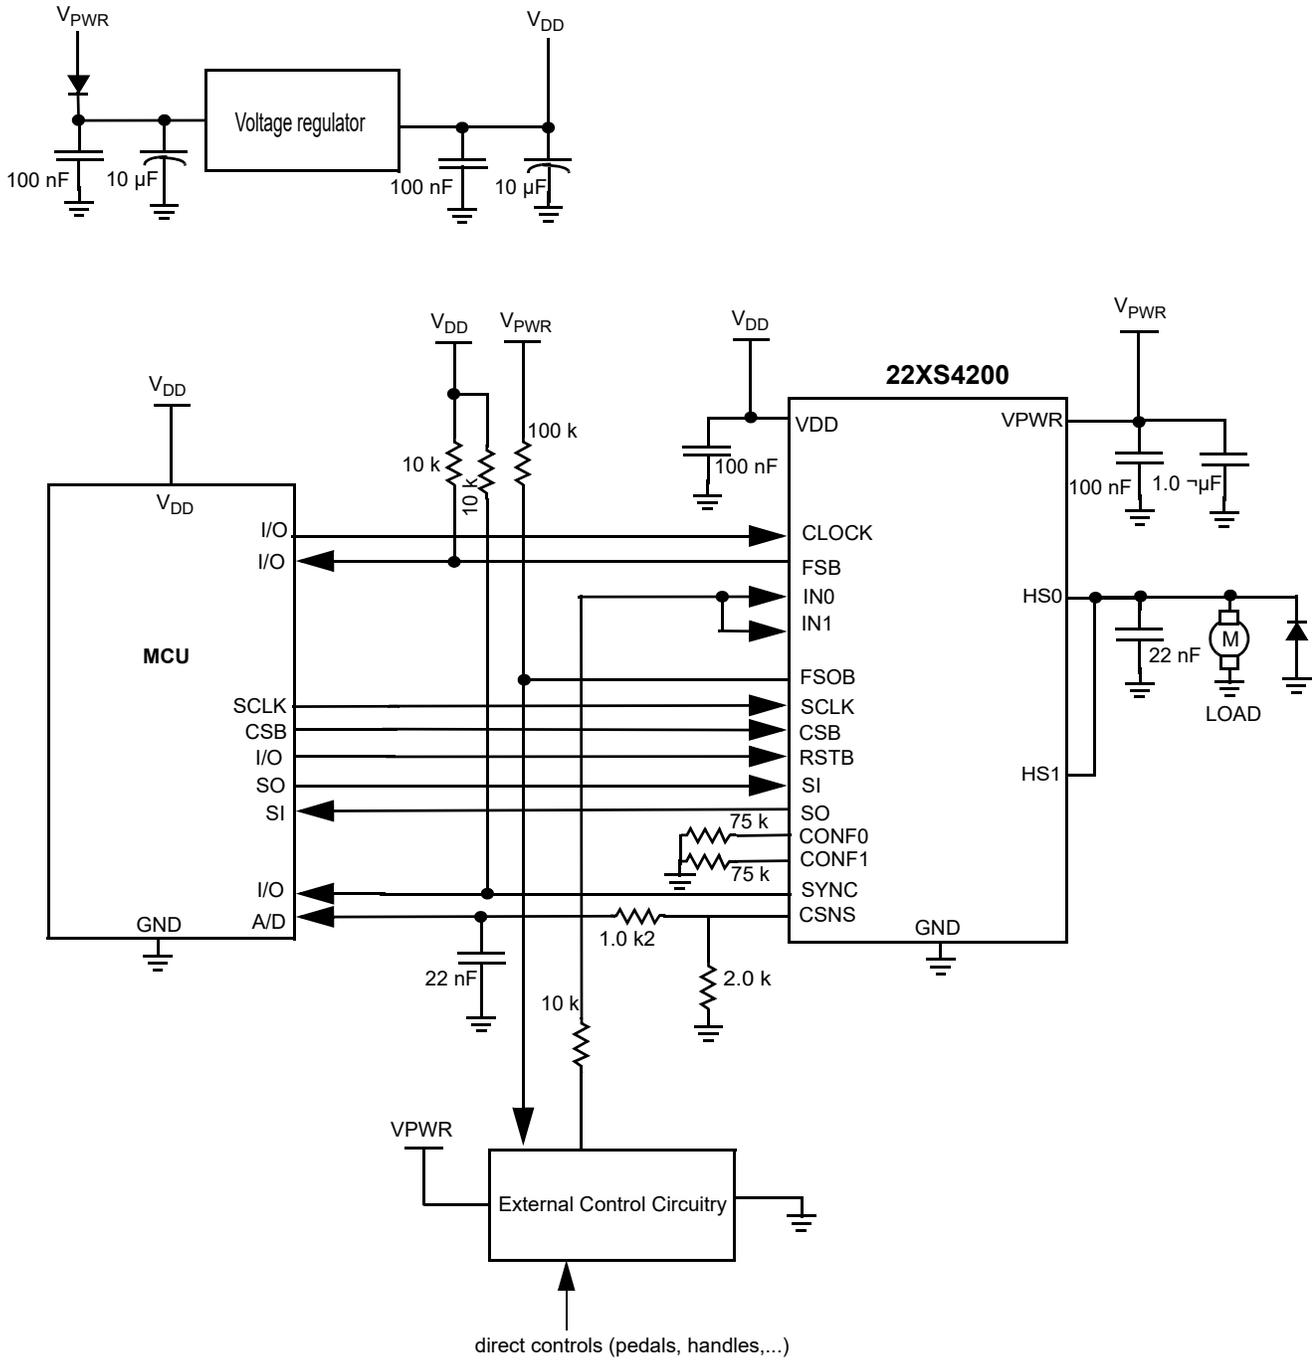 VPWR
VDD
Voltage regulator
100 nF
10 µF
100 nF
10 µF
VDD
VPWR
VDD
VPWR
22XS4200
VDD
VDD
VPWR
100 k
10 k
10 k
100 nF
100 nF
1.0 ¬µF
VDD
I/O
CLOCK
I/O
FSB
IN0
HS0
IN1
MCU
M
22 nF
FSOB
LOAD
SCLK
SCLK
CSB
CSB
I/O
RSTB
HS1
SO
SI
SI
SO
75 k
CONF0
CONF1
75 k
I/O
SYNC
A/D
CSNS
GND
GND
1.0 k2
22 nF
2.0 k
10 k
VPWR
External Control Circuitry
direct controls (pedals, handles,...)